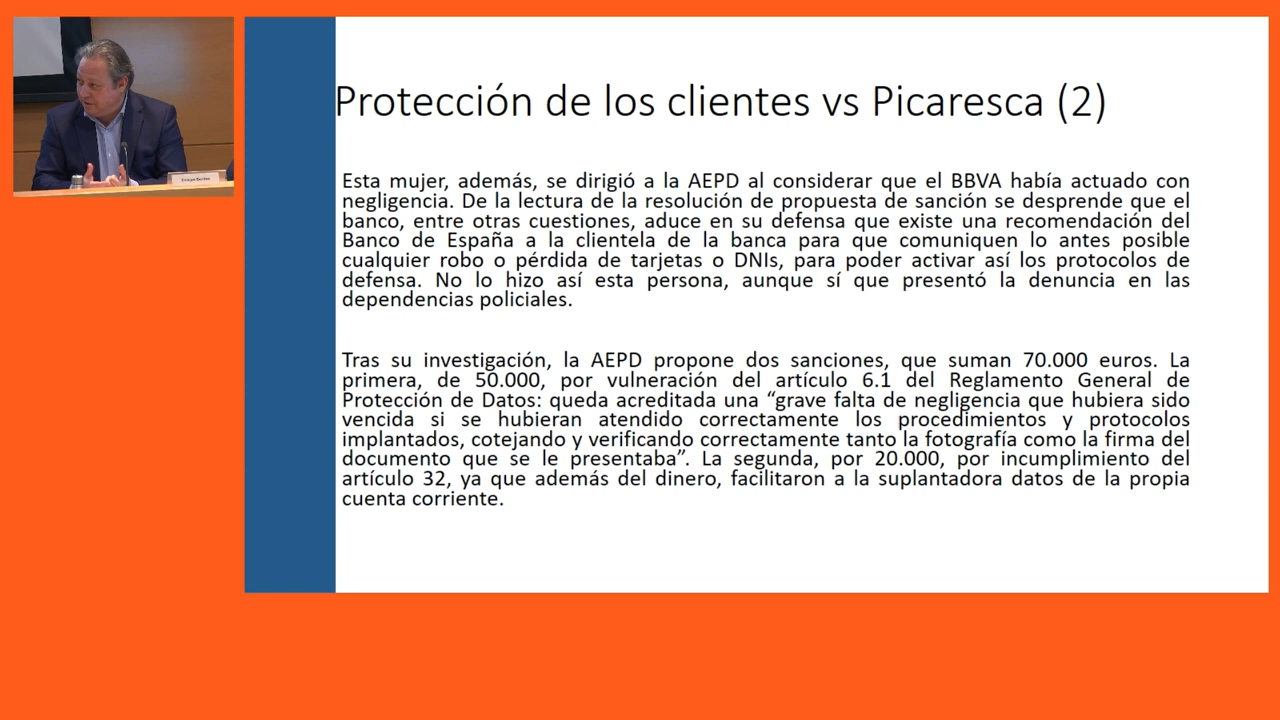 Protección de los clientes vs Picaresca (2)
Esta mujer, además, se dirigió a la AEPD al considerar que el BBVA había actuado con
negligencia. De la lectura de la resolución de propuesta de sanción se desprende que el
banco, entre otras cuestiones, aduce en su defensa que existe una recomendación del
Banco de España a la clientela de la banca para que comuniquen lo antes posible
cualquier robo o pérdida de tarjetas o DNIs, para poder activar así los protocolos de
defensa. No lo hizo así esta persona, aunque sí que presentó la denuncia en las
dependencias policiales.
Tras su investigación, la AEPD propone dos sanciones, que suman 70.000 euros. La
primera, de 50.000, por vulneración del artículo 6.1 del Reglamento General de
Protección de Datos: queda acreditada una “grave falta de negligencia que hubiera sido
vencida si se hubieran atendido correctamente los procedimientos y protocolos
implantados, cotejando y verificando correctamente tanto la fotografía como la firma del
documento que se le presentaba”. La segunda, por 20.000, por incumplimiento del
artículo 32, ya que además del dinero, facilitaron a la suplantadora datos de la propia
cuenta corriente.